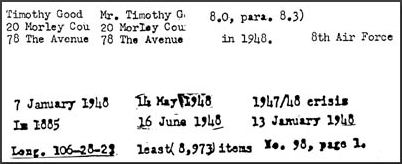 Timothy Good Mr. Timothy G. 8.0, para. 8.3)
20 Morley Cou 20 Morley Cou
78 The Avenue 78 The Avenue in 1948. 8th Air Force
7 January 1948 14 May 1948 1947/48 crisis
In 1885 16 June 1948 13 January 1948
Long. 106-28-29 least( 8,973) items No. 98, page 1.